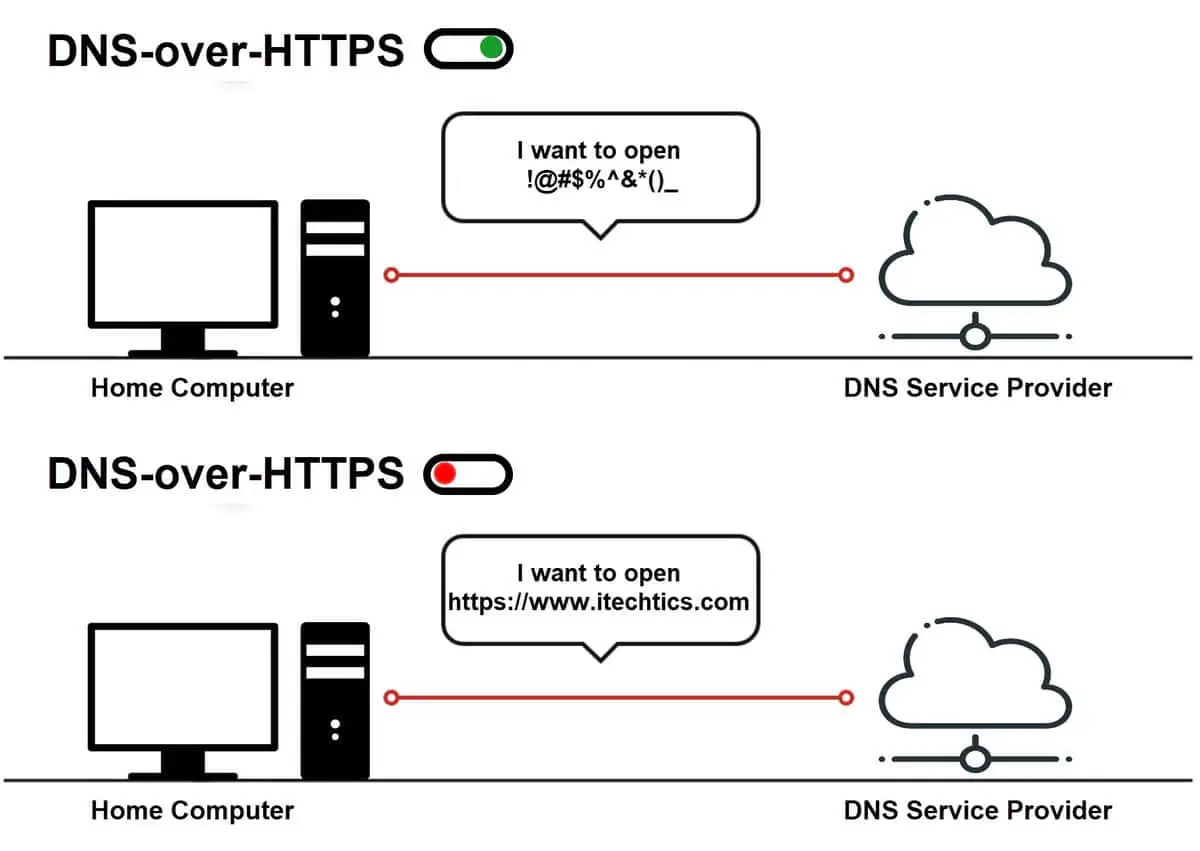 DNS-over-HTTPS
I want to open
!@#$%^&*()_
Home Computer
DNS Service Provider
DNS-over-HTTPS
I want to open
https://www.itechtics.com
Home Computer
DNS Service Provider